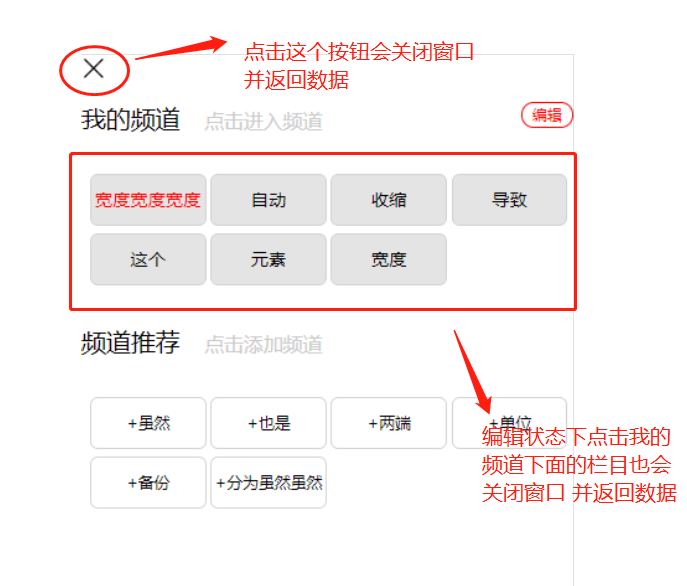 点击这个按钮会关闭窗口
并返回数据
我的频道 点击进入频道 编辑
宽度宽度宽度 自动 收缩 导致
这个 元素 宽度
频道推荐 点击添加频道
+虽然 +也是 +两端 +单位
编辑状态下点击我的
频道下面的栏目也会
关闭窗口 并返回数据
+备份 +分为虽然虽然